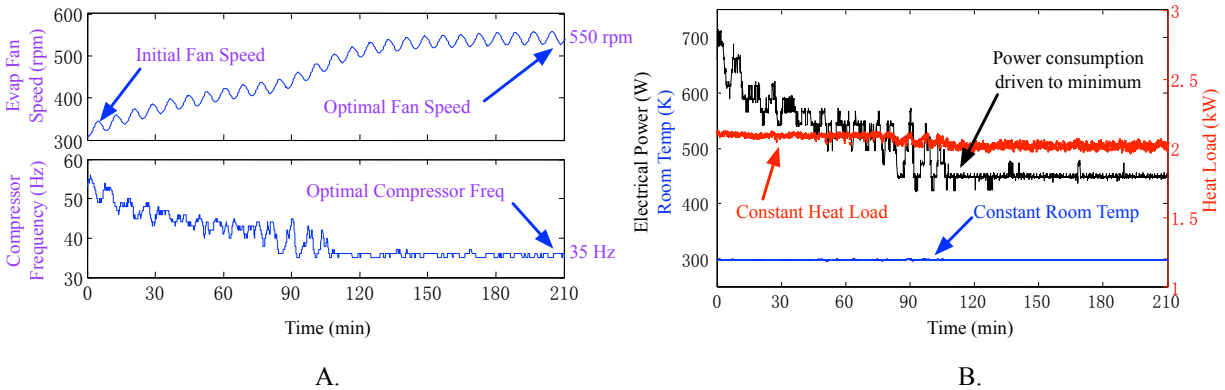 600
500
400
300
Evap Fan
Speed (rpm)
Initial Fan Speed
Optimal Fan Speed
550 rpm
60
50
40
30
Compressor
Frequency (Hz)
Optimal Compressor Freq
35 Hz
0 30 60 90 120 150 180 210
Time (min)
A.
B.
700
600
500
400
300
Electrical Power (W)
Room Temp (K)
Power consumption
driven to minimum
Constant Heat Load
Constant Room Temp
3
2.5
2
1.5
1
Heat Load (kW)
0 30 60 90 120 150 180 210
Time (min)
B.